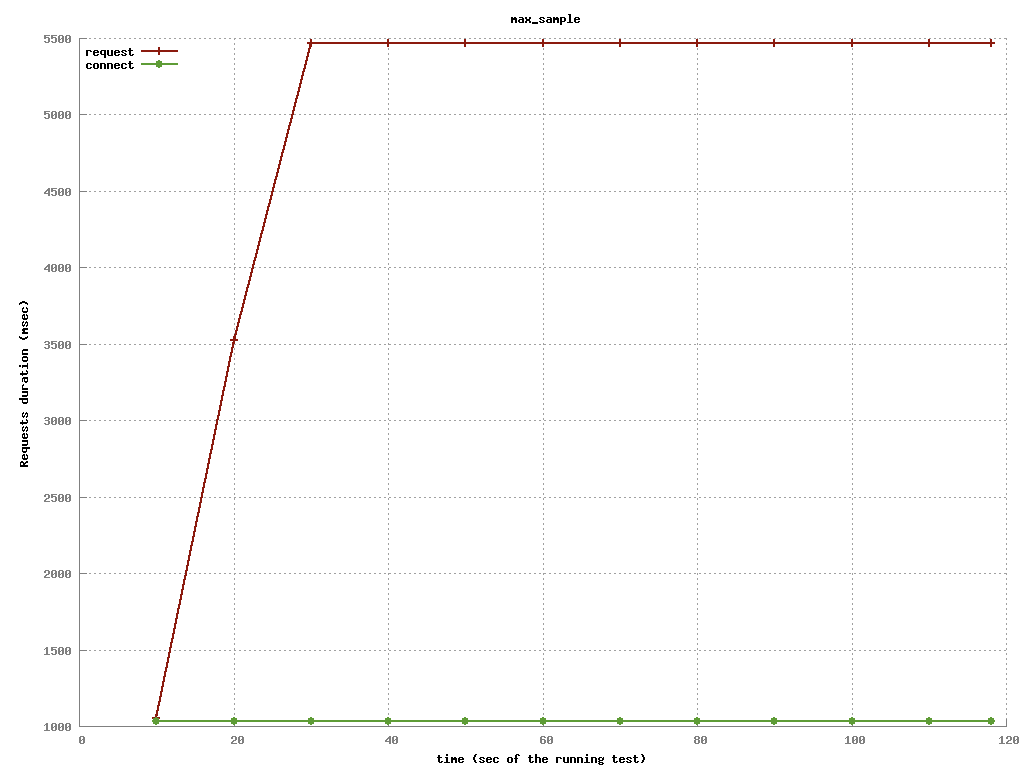 max_sample
request
connect
5500
5000
4500
4000
3500
3000
2500
2000
1500
1000
Requests duration (msec)
0 20 40 60 80 100 120
time (sec of the running test)